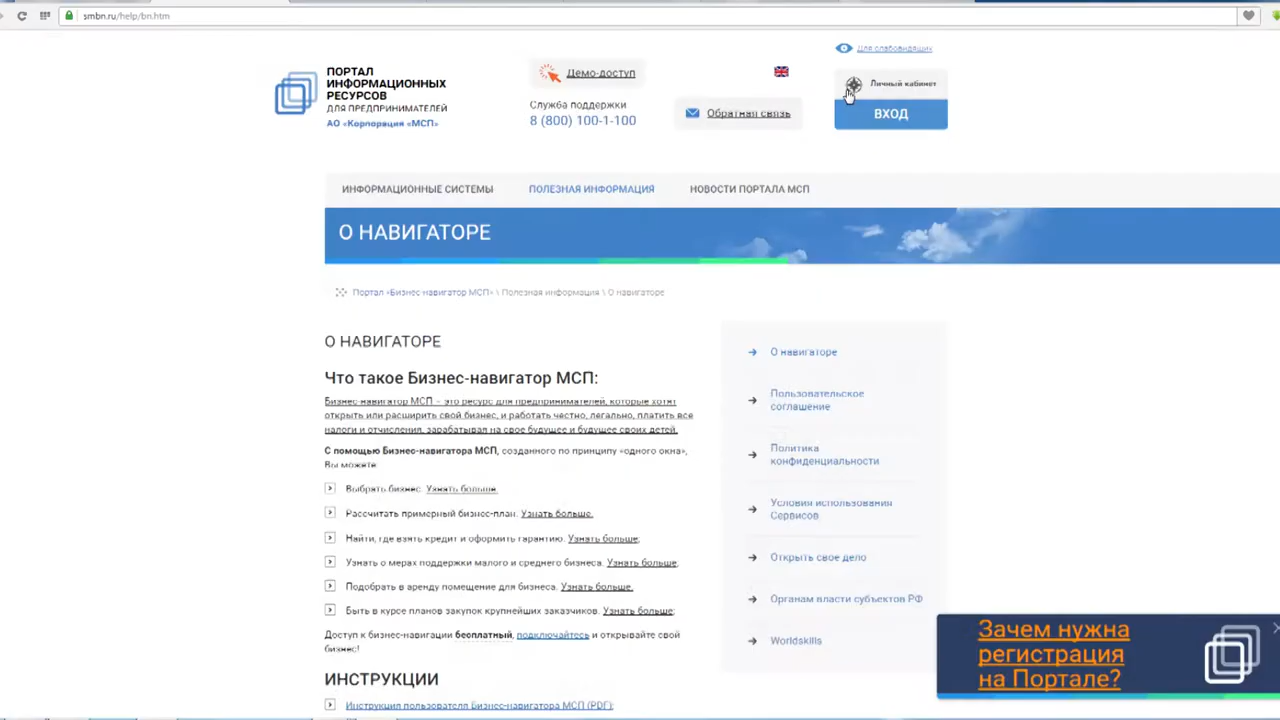 smbn.ru/help/bn.htm
Для слабовидящих
ПОРТАЛ
ИНФОРМАЦИОННЫХ
РЕСУРСОВ
ДЛЯ ПРЕДПРИНИМАТЕЛЕЙ
АО «Корпорация «МСП»
Демо-доступ
Служба поддержки
8 (800) 100-1-100
Обратная связь
Личный кабинет
ВХОД
ИНФОРМАЦИОННЫЕ СИСТЕМЫ ПОЛЕЗНАЯ ИНФОРМАЦИЯ НОВОСТИ ПОРТАЛА МСП
О НАВИГАТОРЕ
Портал «Бизнес-навигатор МСП» \ Полезная информация \ О навигаторе
О НАВИГАТОРЕ
Что такое Бизнес-навигатор МСП:
Бизнес-навигатор МСП – это ресурс для предпринимателей, которые хотят
открыть или расширить свой бизнес, и работать честно, легально, платить все
налоги и отчисления, зарабатывая на свое будущее и будущее своих детей.
С помощью Бизнес-навигатора МСП, созданного по принципу «одного окна»,
Вы можете
Выбрать бизнес. Узнать больше.
Рассчитать примерный бизнес-план. Узнать больше.
Найти, где взять кредит и оформить гарантию. Узнать больше;
Узнать о мерах поддержки малого и среднего бизнеса. Узнать больше.
Подобрать в аренду помещение для бизнеса. Узнать больше.
Быть в курсе планов закупок крупнейших заказчиков. Узнать больше;
Доступ к бизнес-навигации бесплатный, подключайтесь и открывайте свой
бизнес!
ИНСТРУКЦИИ
Инструкция пользователя Бизнес-навигатора МСП (PDF);
О навигаторе
Пользовательское
соглашение
Политика
конфиденциальности
Условия использования
Сервисов
Открыть свое дело
Органам власти субъектов РФ
Worldskills
Зачем нужна
регистрация
на Портале?